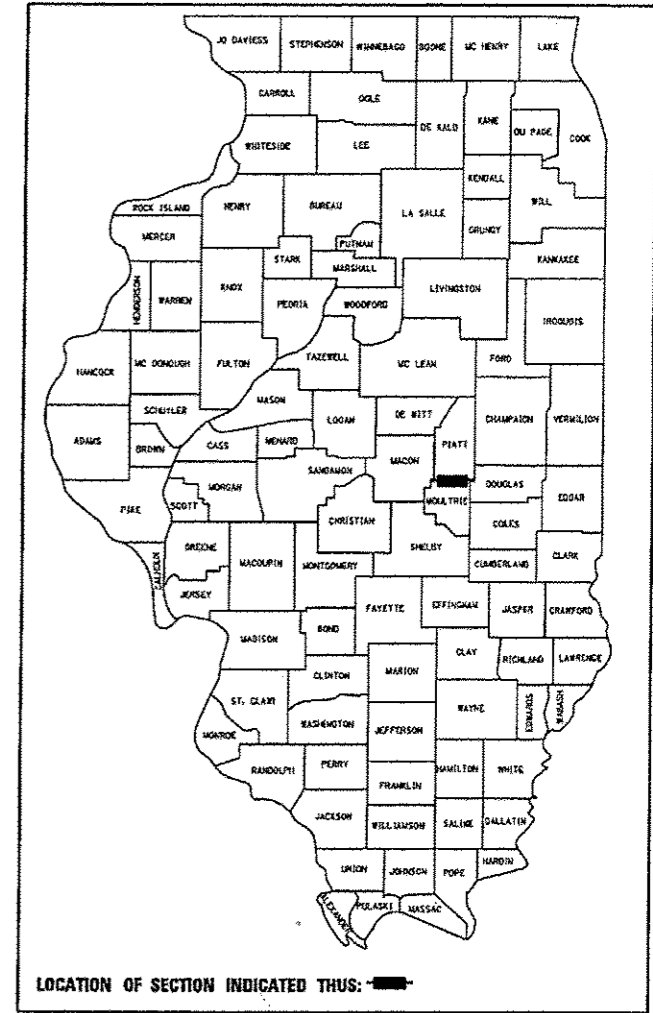 JO DAVIESS STEPHENSON WINNEBAGO BOONE MC HENRY LAKE
CARROLL OGLE DE KALB KANE DU PAGE COOK
WHITESIDE LEE KENDALL WILL
ROCK ISLAND HENRY BUREAU LA SALLE GRUNDY
MERCER PUTNAM KANKAKEE
STARK MARSHALL
HENDERSON WARREN KNOX PEORIA WOODFORD LIVINGSTON IROQUOIS
HANCOCK MC DONOUGH FULTON TAZEWELL MC LEAN FORD
MASON
SCHUYLER LOGAN DE WITT CHAMPAIGN VERMILION
ADAMS BROWN CASS MENARD MACON PIATT
SANGAMON
PIKE SCOTT MORGAN MOULTRIE DOUGLAS EDGAR
CHRISTIAN COLES
GREENE MACOUPIN MONTGOMERY SHELBY CUMBERLAND CLARK
CALHOUN JERSEY
FAYETTE EFFINGHAM JASPER CRAWFORD
MADISON BOND
CLAY RICHLAND LAWRENCE
CLINTON MARION
ST. CLAIR WAYNE EDWARDS WABASH
MONROE WASHINGTON JEFFERSON
RANDOLPH PERRY HAMILTON WHITE
FRANKLIN
JACKSON WILLIAMSON SALINE GALLATIN
UNION JOHNSON POPE HARDIN
ALEXANDER PULASKI MASSAC
LOCATION OF SECTION INDICATED THUS: